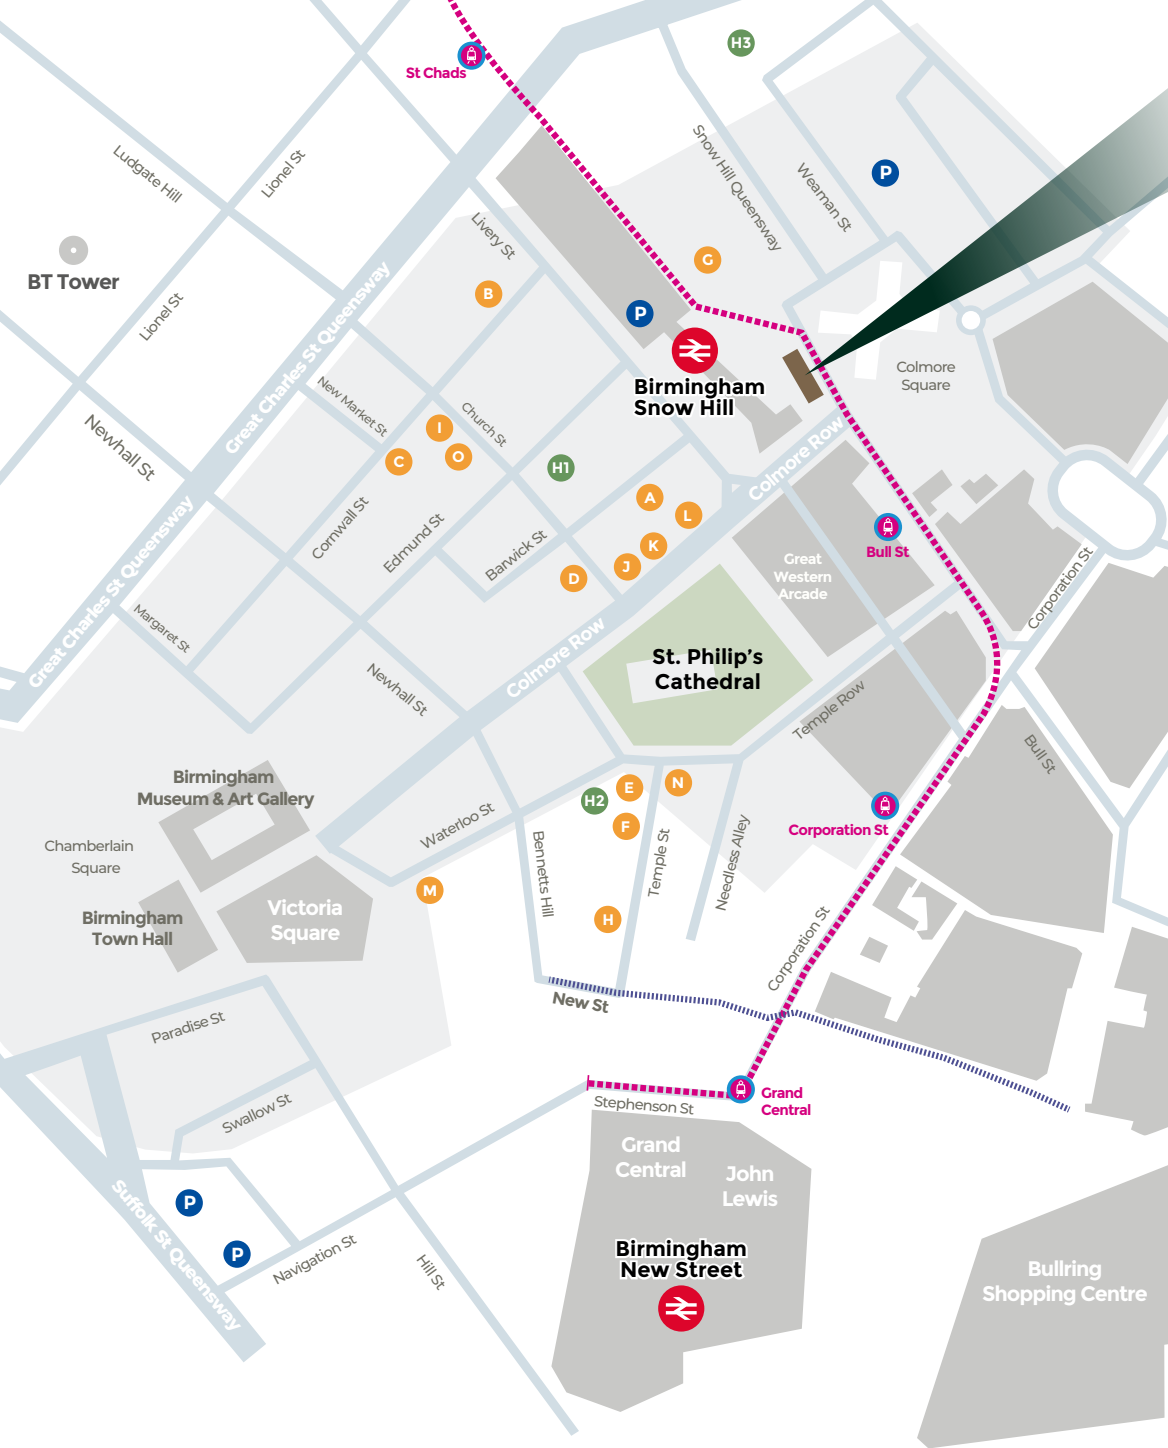 H3
St Chads
Ludgate Hill
Lionel St
Snow Hill Queensway
Weaman St
P
Livery St
BT Tower
G
B
Lionel St
P
Great Charles St Queensway
Birmingham
Snow Hill
Colmore
Square
New Market St
Church St
I
O
C
H1
Newhall St
Colmore Row
A
L
K
J
D
Cornwall St
Edmund St
Barwick St
Bull St
Great
Western
Arcade
Corporation St
Great Charles St Queensway
Margaret St
Newhall St
Colmore Row
St. Philip's
Cathedral
Temple Row
Bull St
Birmingham
Museum & Art Gallery
E
N
H2
F
Corporation St
Waterloo St
Bennetts Hill
Temple St
Needless Alley
Chamberlain
Square
M
H
Birmingham
Town Hall
Victoria
Square
Corporation St
New St
Paradise St
Swallow St
Grand
Central
Stephenson St
Grand
Central
John
Lewis
P
P
Suffolk St Queensway
Navigation St
Hill St
Birmingham
New Street
Bullring
Shopping Centre